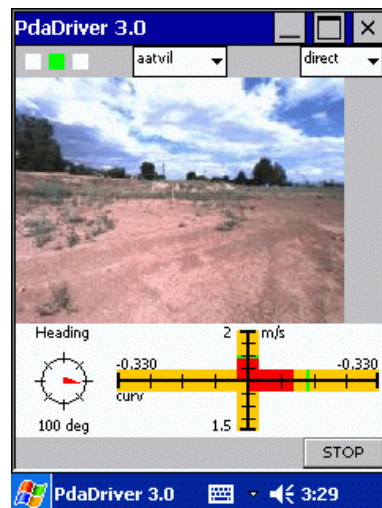 PdaDriver 3.0
aatvil direct
Heading 2 m/s
-0.330 -0.330
curv
100 deg 1.5
STOP
PdaDriver 3.0 3:29